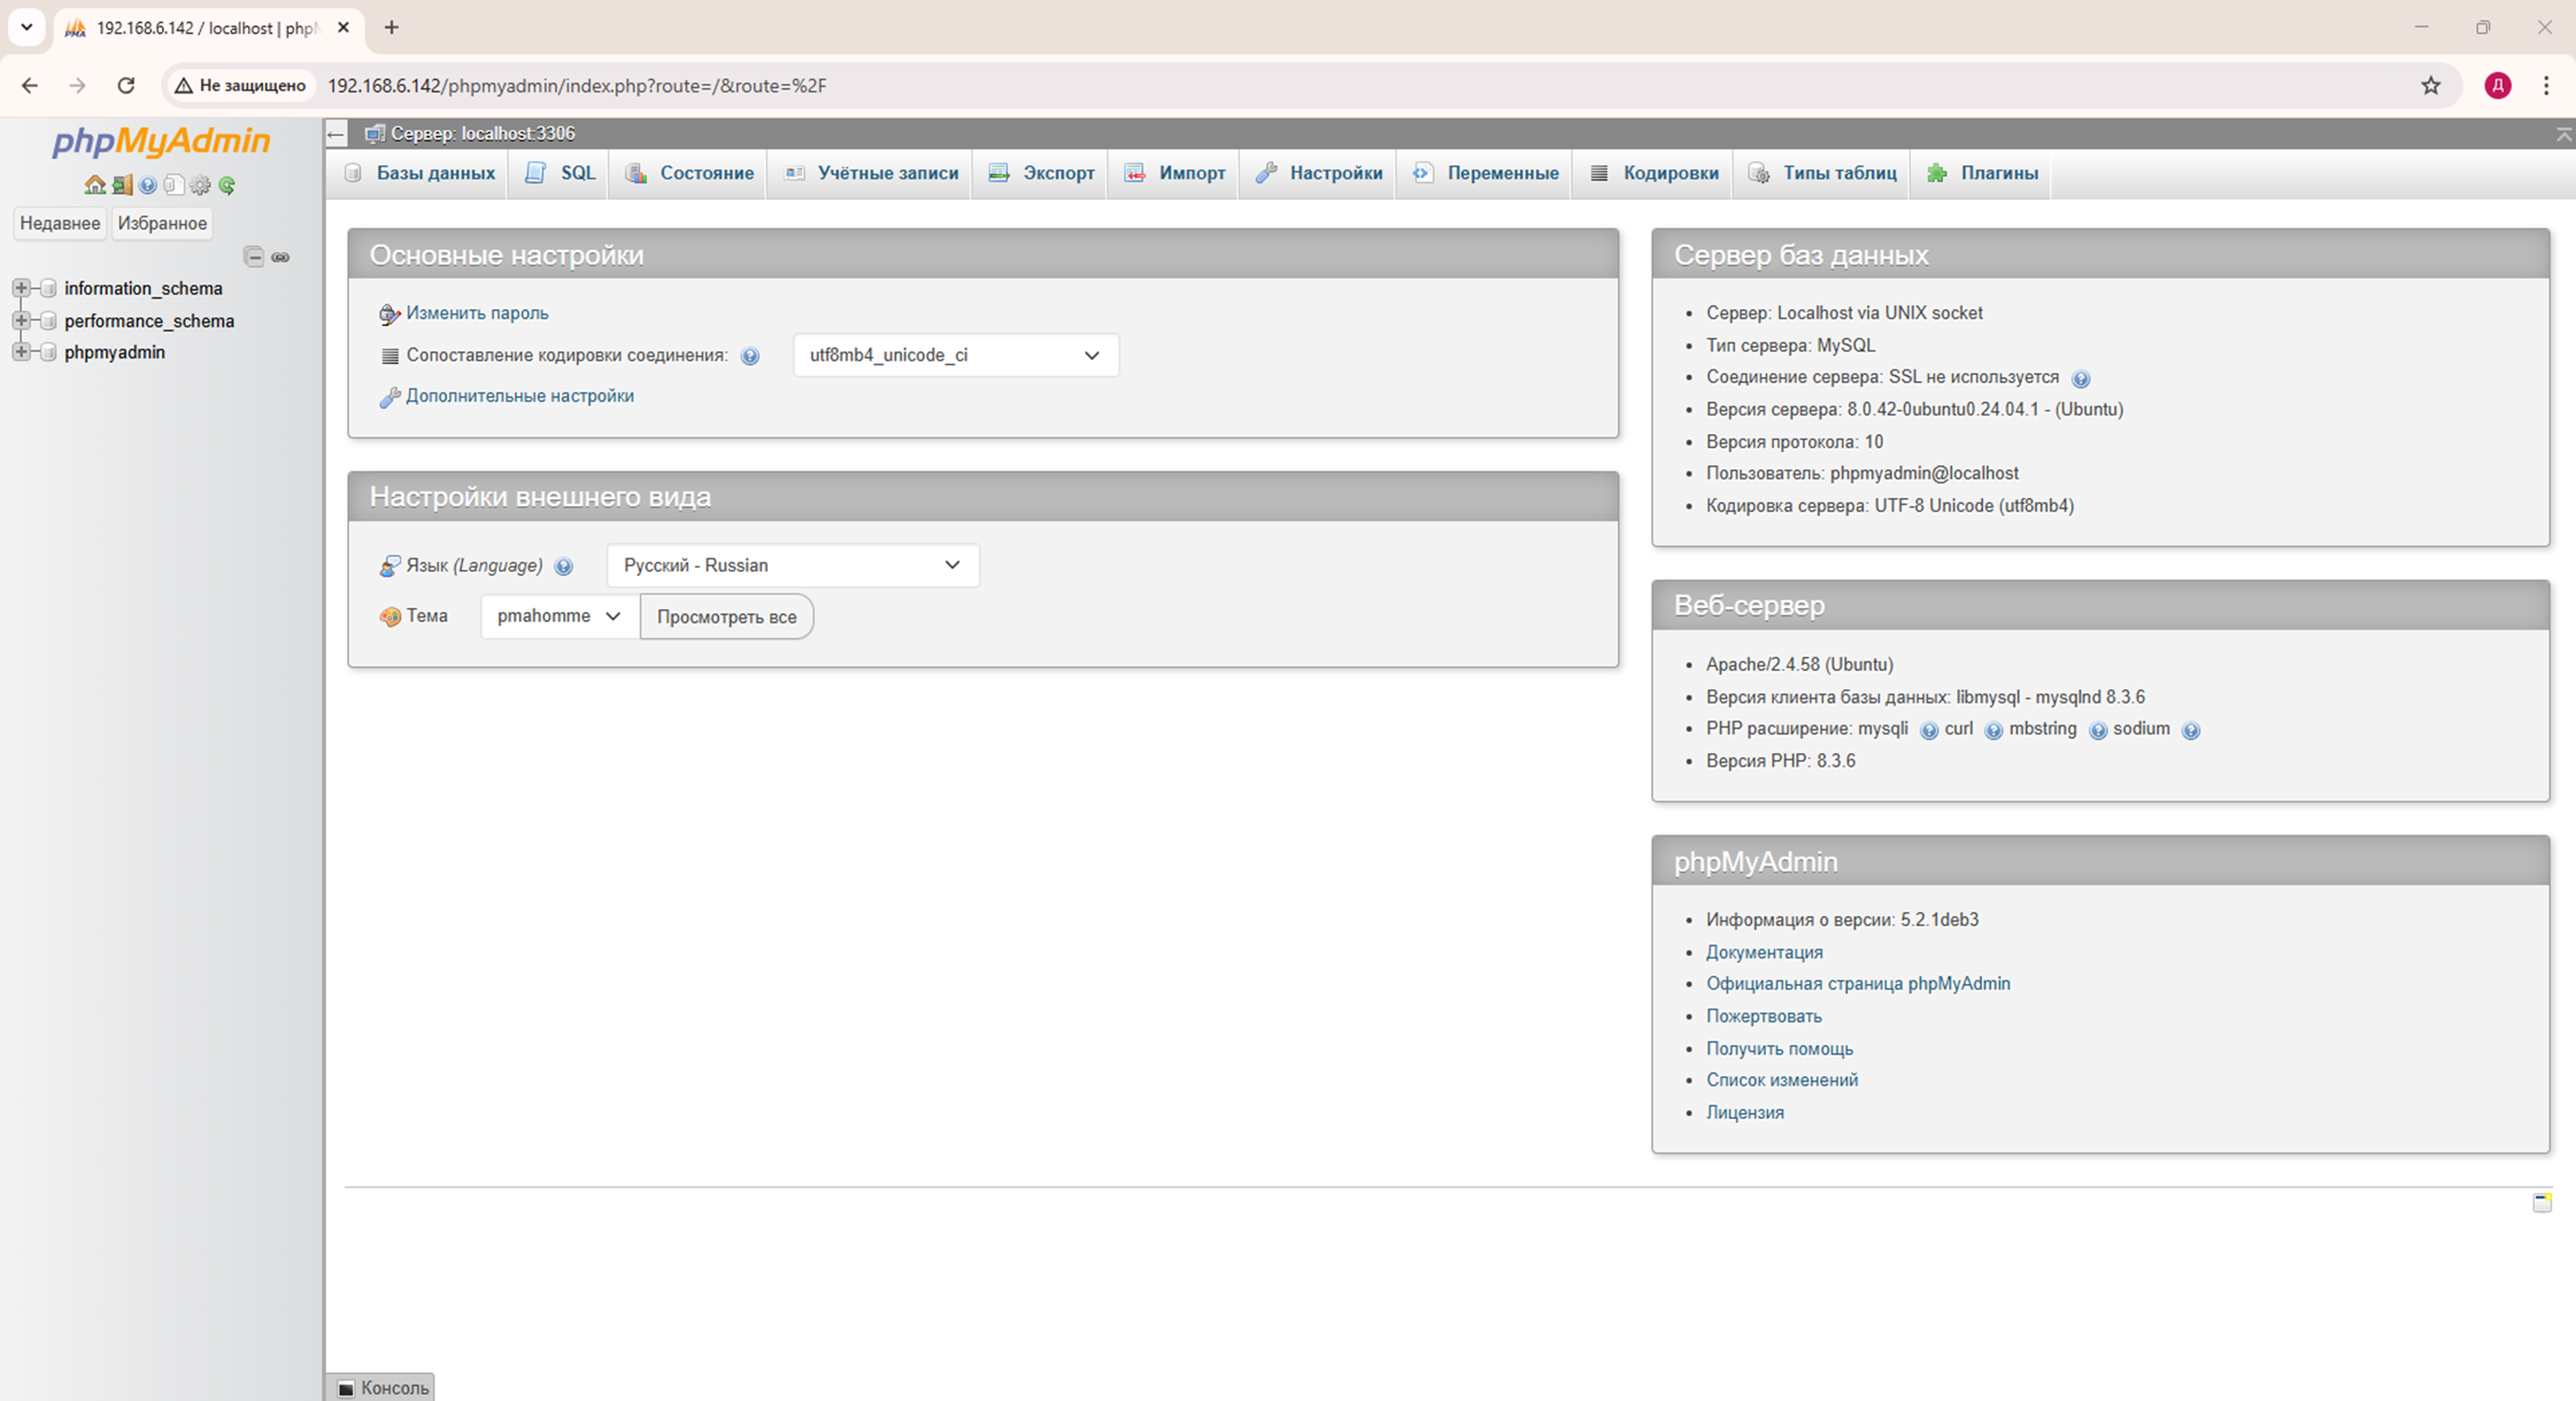 192.168.6.142 / localhost | phpM
Не защищено
192.168.6.142/phpmyadmin/index.php?route=/&route=%2F
Д
phpMyAdmin
Недавнее
Избранное
information_schema
performance_schema
phpmyadmin
Сервер: localhost:3306
Базы данных
SQL
Состояние
Учётные записи
Экспорт
Импорт
Настройки
Переменные
Кодировки
Типы таблиц
Плагины
Основные настройки
Изменить пароль
Сопоставление кодировки соединения:
utf8mb4_unicode_ci
Дополнительные настройки
Настройки внешнего вида
Язык (Language)
Русский - Russian
Тема
pmahomme
Просмотреть все
Сервер баз данных
Сервер: Localhost via UNIX socket
Тип сервера: MySQL
Соединение сервера: SSL не используется
Версия сервера: 8.0.42-0ubuntu0.24.04.1 - (Ubuntu)
Версия протокола: 10
Пользователь: phpmyadmin@localhost
Кодировка сервера: UTF-8 Unicode (utf8mb4)
Веб-сервер
Apache/2.4.58 (Ubuntu)
Версия клиента базы данных: libmysql - mysqlnd 8.3.6
PHP расширение: mysqli curl mbstring sodium
Версия PHP: 8.3.6
phpMyAdmin
Информация о версии: 5.2.1deb3
Документация
Официальная страница phpMyAdmin
Пожертвовать
Получить помощь
Список изменений
Лицензия
Консоль